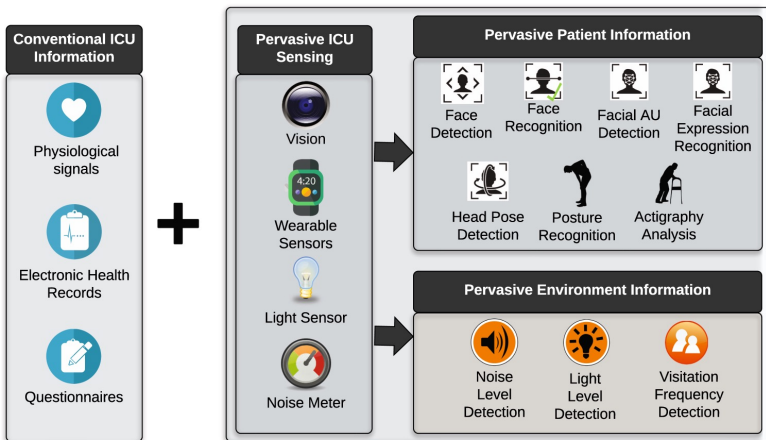 Conventional ICU
Information
Physiological
signals
Electronic Health
Records
Questionnaires
Pervasive ICU
Sensing
Vision
4:20
Wearable
Sensors
Light Sensor
Noise Meter
Pervasive Patient Information
Face
Detection
Face
Recognition
Facial AU
Detection
Facial
Expression
Recognition
Head Pose
Detection
Posture
Recognition
Actigraphy
Analysis
Pervasive Environment Information
Noise
Level
Detection
Light
Level
Detection
Visitation
Frequency
Detection